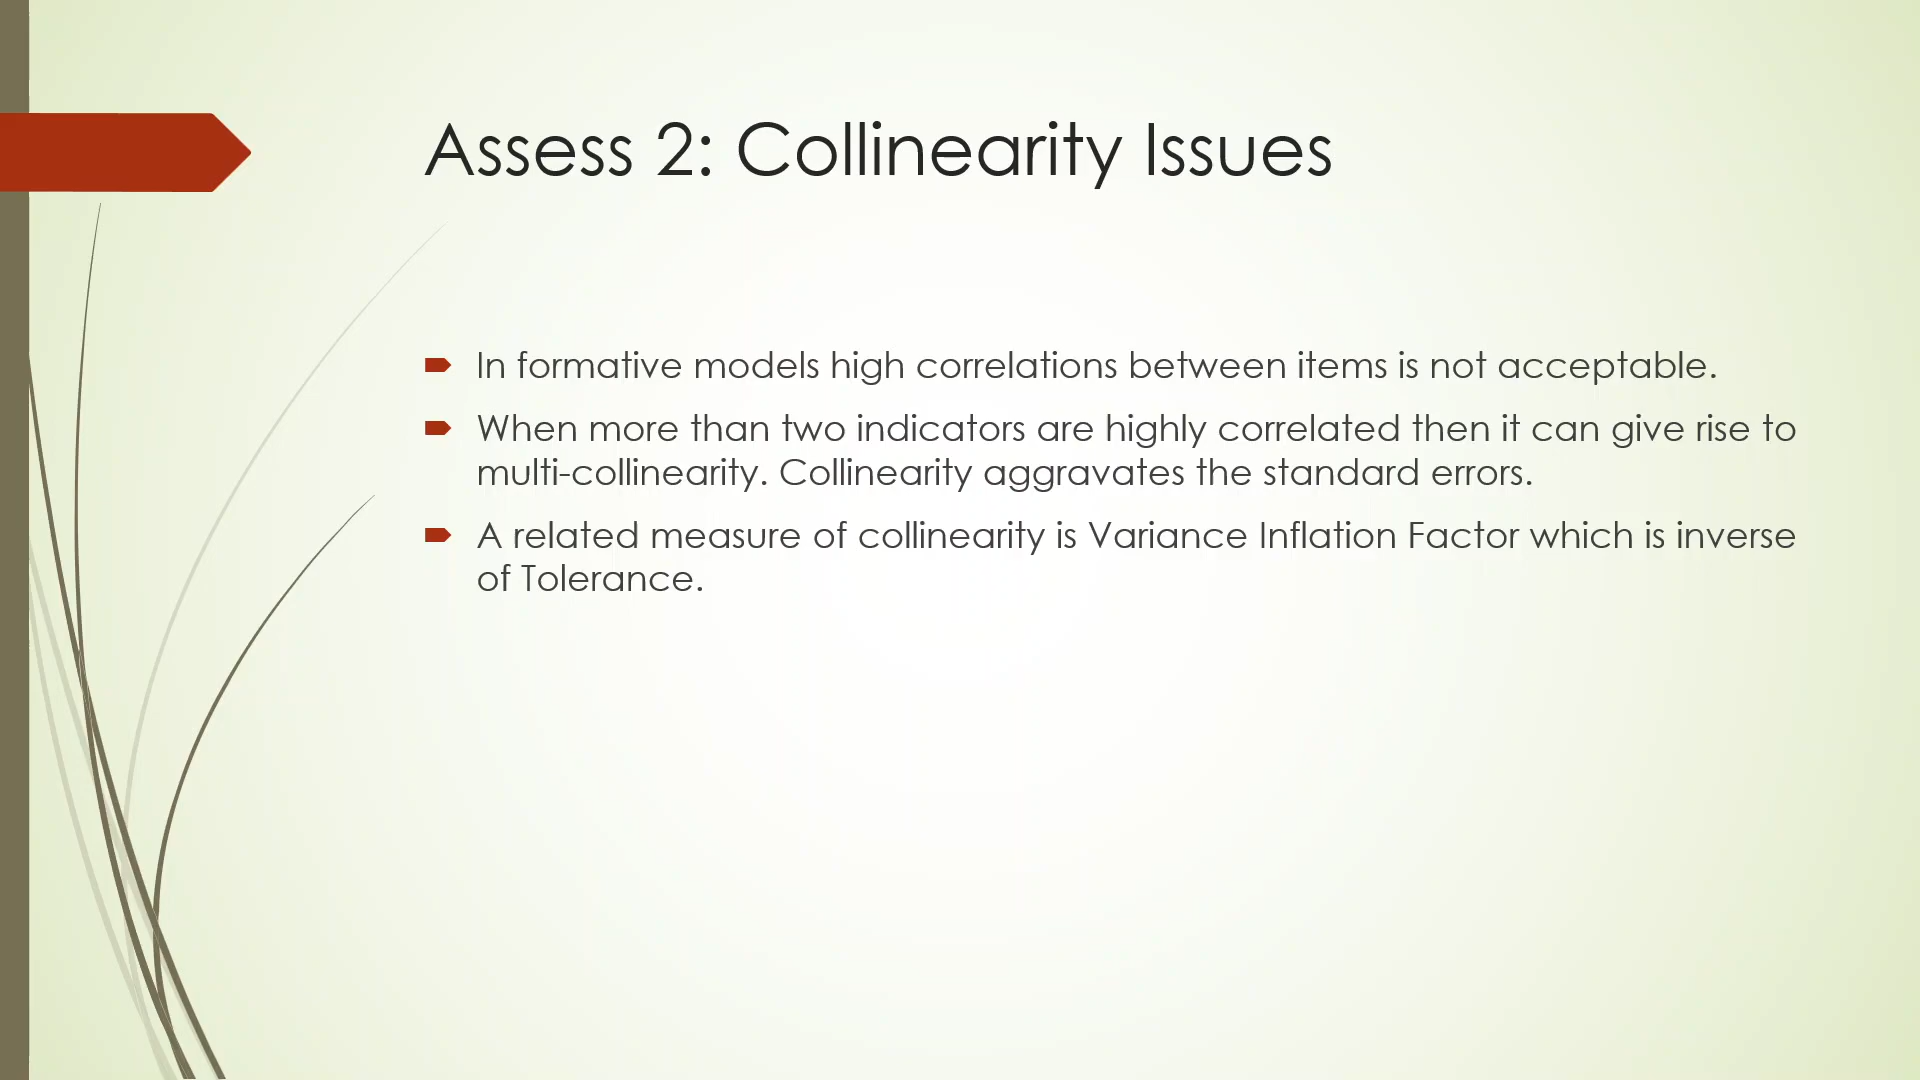 Assess 2: Collinearity Issues
In formative models high correlations between items is not acceptable.
When more than two indicators are highly correlated then it can give rise to
multi-collinearity. Collinearity aggravates the standard errors.
A related measure of collinearity is Variance Inflation Factor which is inverse
of Tolerance.